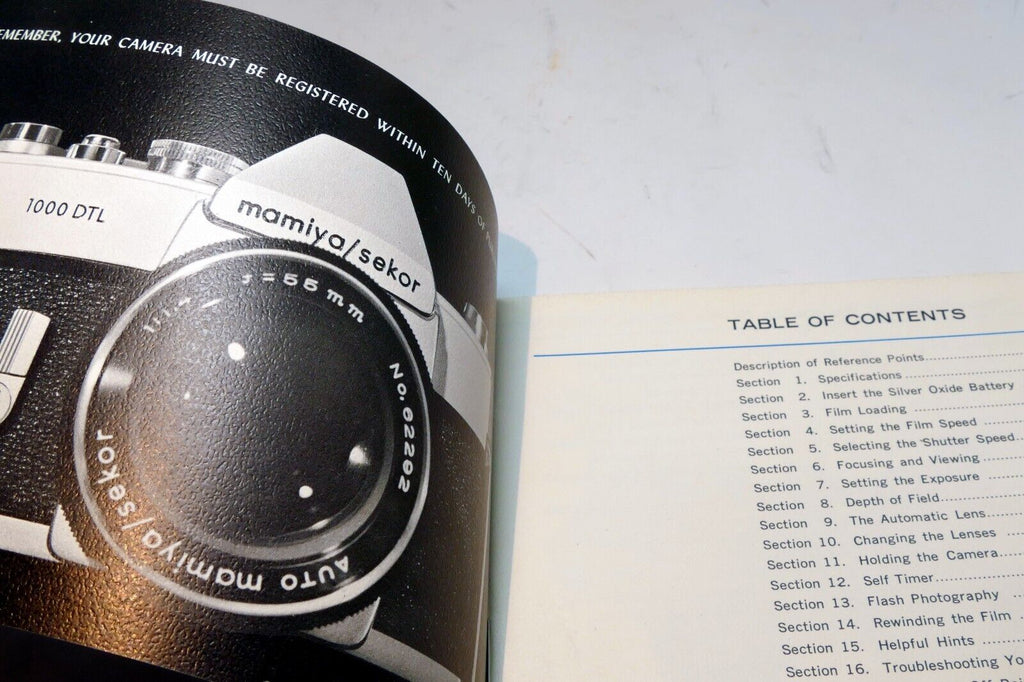 REMEMBER, YOUR CAMERA MUST BE REGISTERED WITHIN TEN DAYS OF
1000 DTL
mamiya/sekor
f=55mm
No.62292
AUTO mamiya/sekor
TABLE OF CONTENTS
Description of Reference Points
Section 1. Specifications
Section 2. Insert the Silver Oxide Battery
Section 3. Film Loading
Section 4. Setting the Film Speed
Section 5. Selecting the Shutter Speed
Section 6. Focusing and Viewing
Section 7. Setting the Exposure
Section 8. Depth of Field
Section 9. The Automatic Lens
Section 10. Changing the Lenses
Section 11. Holding the Camera
Section 12. Self Timer
Section 13. Flash Photography
Section 14. Rewinding the Film
Section 15. Helpful Hints
Section 16. Troubleshooting Yo